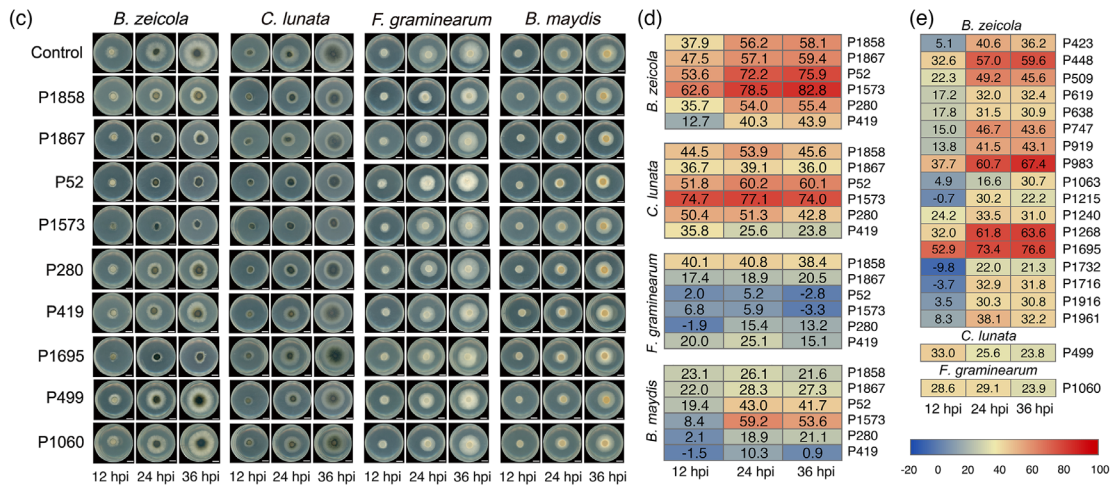 (c)
B. zeicola C. lunata F. graminearum B. maydis
Control
P1858
P1867
P52
P1573
P280
P419
P1695
P499
P1060
12 hpi 24 hpi 36 hpi 12 hpi 24 hpi 36 hpi 12 hpi 24 hpi 36 hpi 12 hpi 24 hpi 36 hpi
(d)
B. zeicola
37.9 56.2 58.1 P1858
47.5 57.1 59.4 P1867
53.6 72.2 75.9 P52
62.6 78.5 82.8 P1573
35.7 54.0 55.4 P280
12.7 40.3 43.9 P419
C. lunata
44.5 53.9 45.6 P1858
36.7 39.1 36.0 P1867
51.8 60.2 60.1 P52
74.7 77.1 74.0 P1573
50.4 51.3 42.8 P280
35.8 25.6 23.8 P419
F. graminearum
40.1 40.8 38.4 P1858
17.4 18.9 20.5 P1867
2.0 5.2 -2.8 P52
6.8 5.9 -3.3 P1573
-1.9 15.4 13.2 P280
20.0 25.1 15.1 P419
B. maydis
23.1 26.1 21.6 P1858
22.0 28.3 27.3 P1867
19.4 43.0 41.7 P52
8.4 59.2 53.6 P1573
2.1 18.9 21.1 P280
-1.5 10.3 0.9 P419
12 hpi 24 hpi 36 hpi
(e)
B. zeicola
5.1 40.6 36.2 P423
32.6 57.0 59.6 P448
22.3 49.2 45.6 P509
17.2 32.0 32.4 P619
17.8 31.5 30.9 P638
15.0 46.7 43.6 P747
13.8 41.5 43.1 P919
37.7 60.7 67.4 P983
4.9 16.6 30.7 P1063
-0.7 30.2 22.2 P1215
24.2 33.5 31.0 P1240
32.0 61.8 63.6 P1268
52.9 73.4 76.6 P1695
-9.8 22.0 21.3 P1732
-3.7 32.9 31.8 P1716
3.5 30.3 30.8 P1916
8.3 38.1 32.2 P1961
C. lunata
33.0 25.6 23.8 P499
F. graminearum
28.6 29.1 23.9 P1060
12 hpi 24 hpi 36 hpi
-20 0 20 40 60 80 100